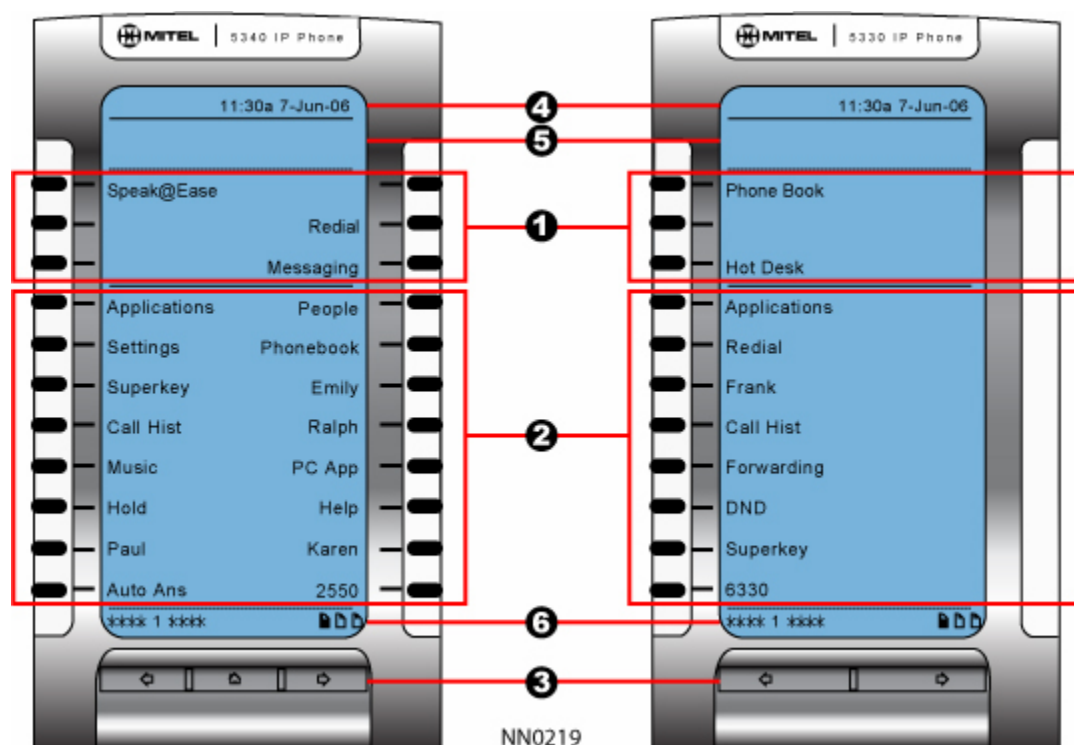 MITEL 5340 IP Phone
11:30a 7-Jun-06
Speak@Ease
Redial
Messaging
Applications People
Settings Phonebook
Superkey Emily
Call Hist Ralph
Music PC App
Hold Help
Paul Karen
Auto Ans 2550
**** 1 ****
4
5
1
2
6
3
MITEL 5330 IP Phone
11:30a 7-Jun-06
Phone Book
Hot Desk
Applications
Redial
Frank
Call Hist
Forwarding
DND
Superkey
6330
**** 1 ****
NN0219